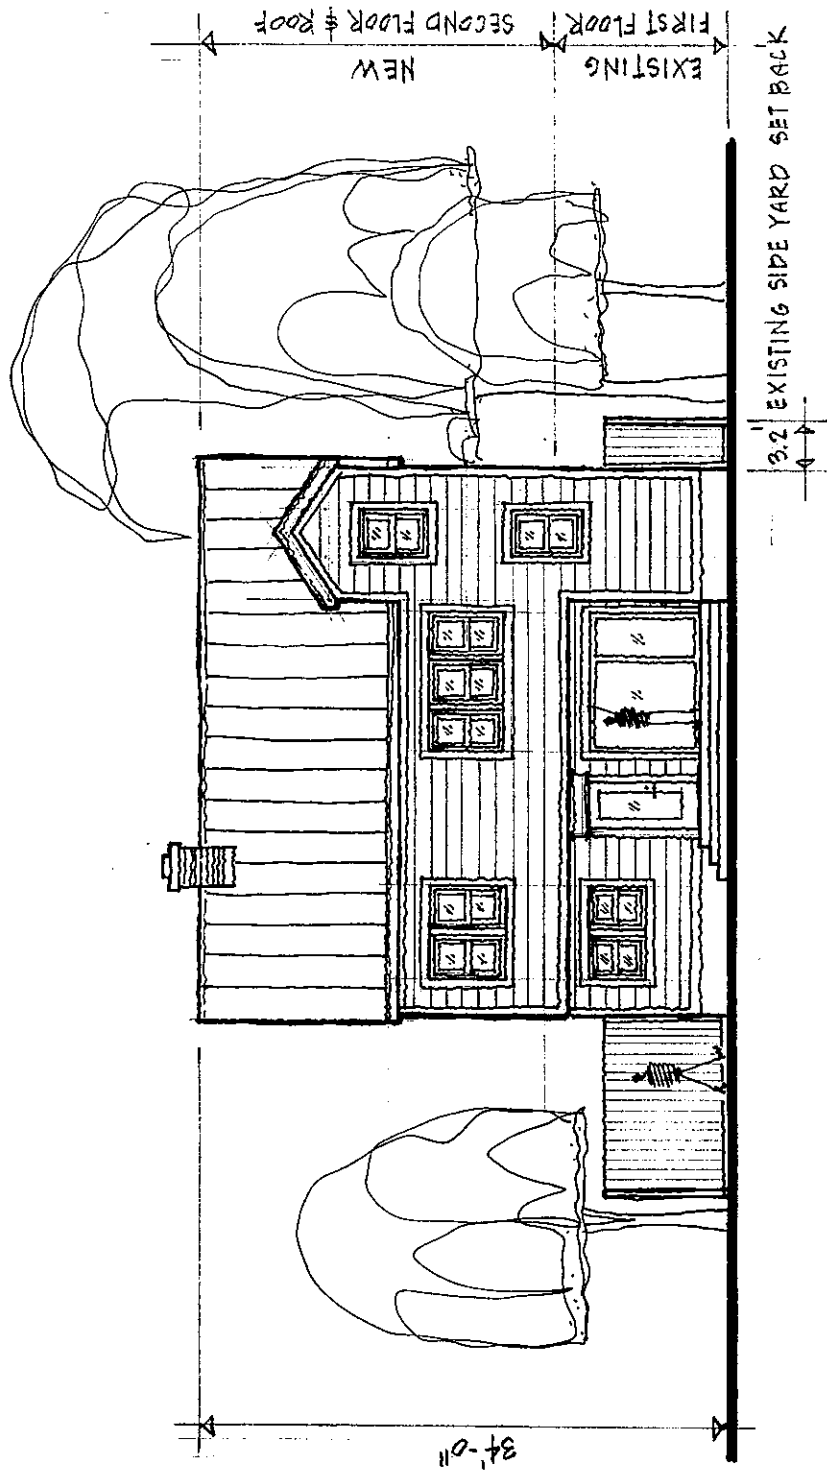 NEW
SECOND FLOOR & ROOF
EXISTING
FIRST FLOOR
3.2' EXISTING SIDE YARD SET BACK
34'-0"